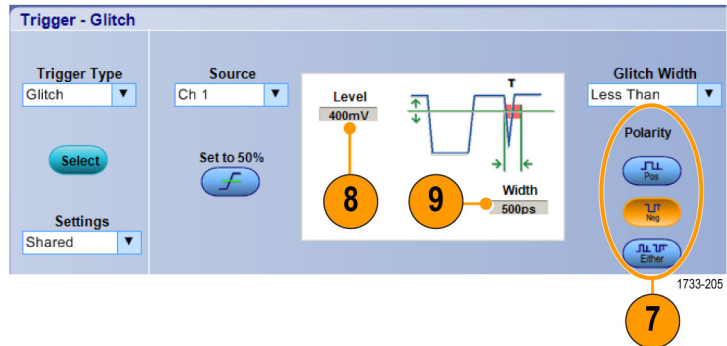 Trigger - Glitch
Trigger Type
Glitch
Select
Settings
Shared
Source
Ch 1
Set to 50%
Level
400mV
8
T
9
Width
500ps
Glitch Width
Less Than
Polarity
Pos
Neg
Either
1733-205
7